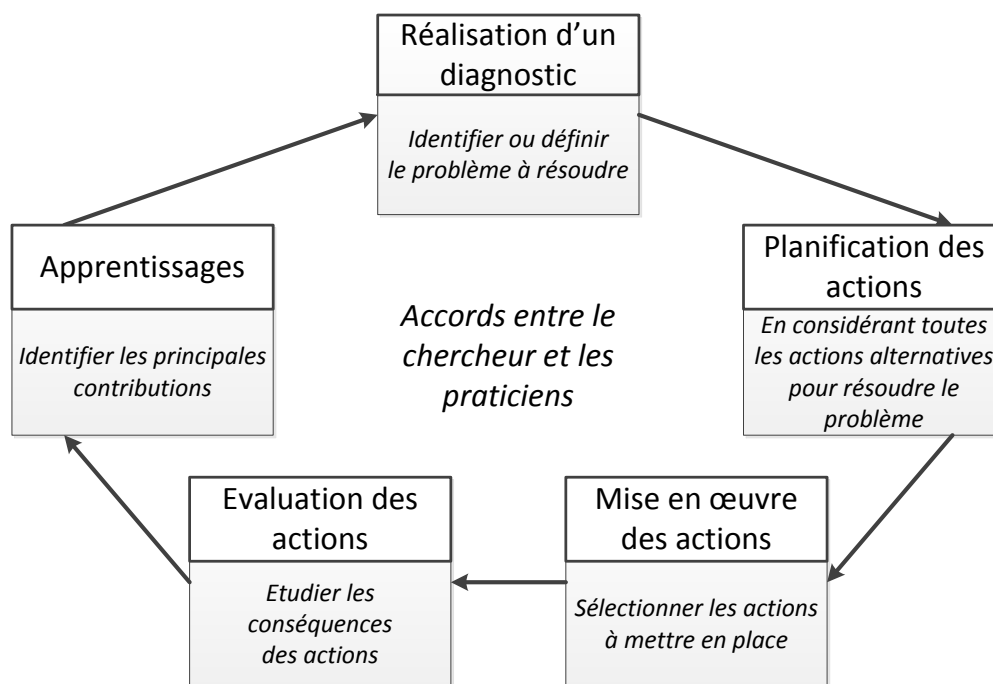 Réalisation d’un
diagnostic
Identifier ou définir
le problème à résoudre
Planification des
actions
En considérant toutes
les actions alternatives
pour résoudre le
problème
Mise en œuvre
des actions
Sélectionner les actions
à mettre en place
Evaluation des
actions
Etudier les
conséquences
des actions
Apprentissages
Identifier les principales
contributions
Accords entre le
chercheur et les
praticiens